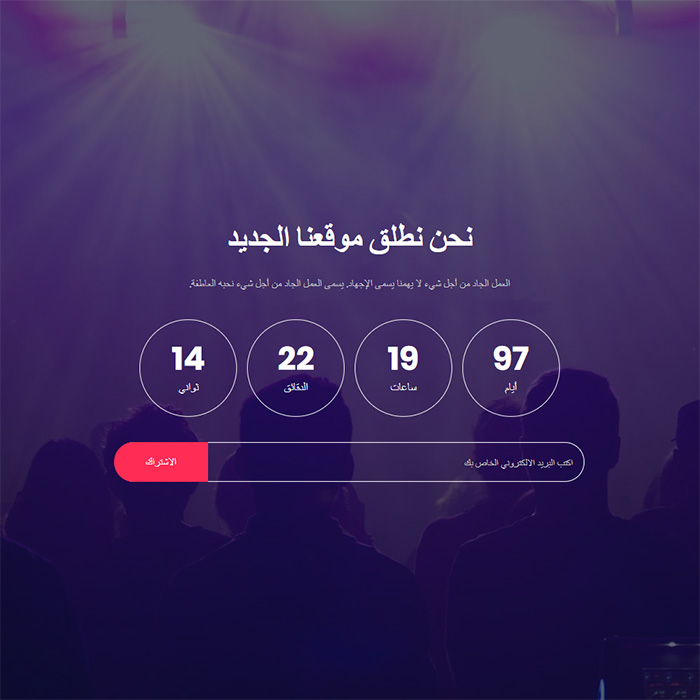 نحن نطلق موقعنا الجديد
العمل الجاد من أجل شيء لا يهمنا يسمى الإجهاد. يسمى العمل الجاد من أجل شيء نحبه العاطفة.
97 19 22 14
أيام ساعات الدقائق ثواني
اكتب البريد الالكتروني الخاص بك الاشتراك